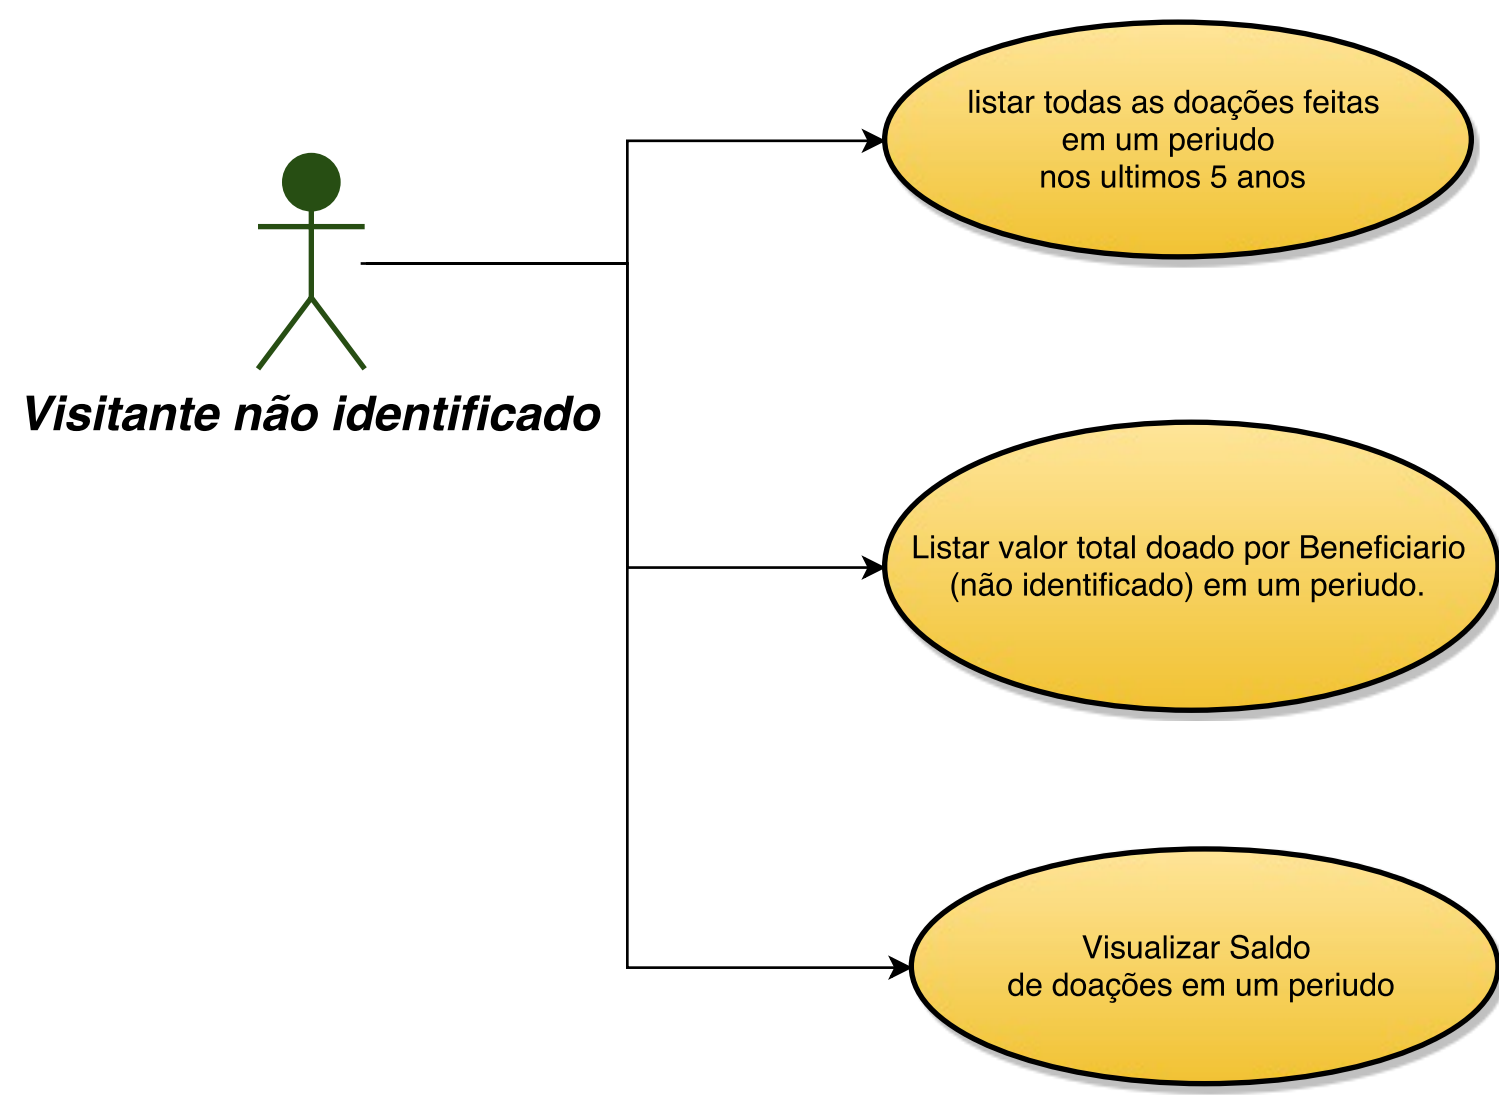 listar todas as doações feitas
em um periudo
nos ultimos 5 anos
Visitante não identificado
Listar valor total doado por Beneficiario
(não identificado) em um periudo.
Visualizar Saldo
de doações em um periudo